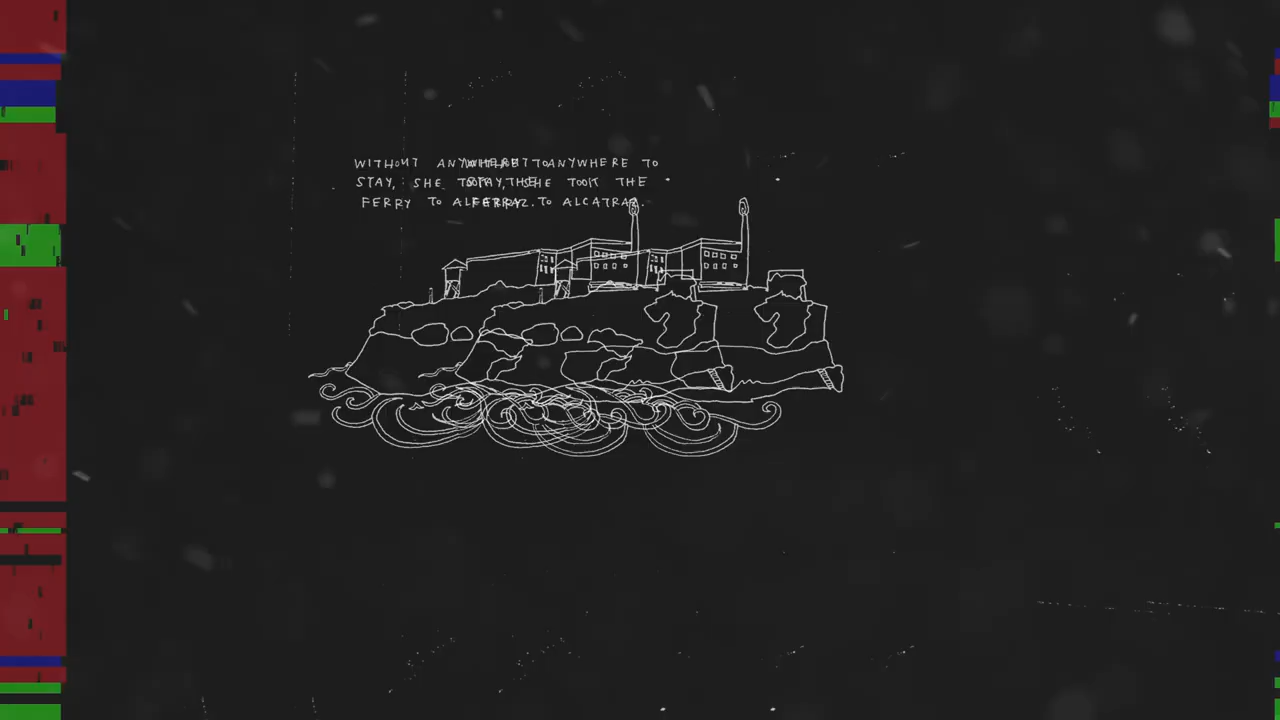 WITHOUT ANYWHERE TO
STAY, SHE TOOK THE
FERRY TO ALCATRAZ.